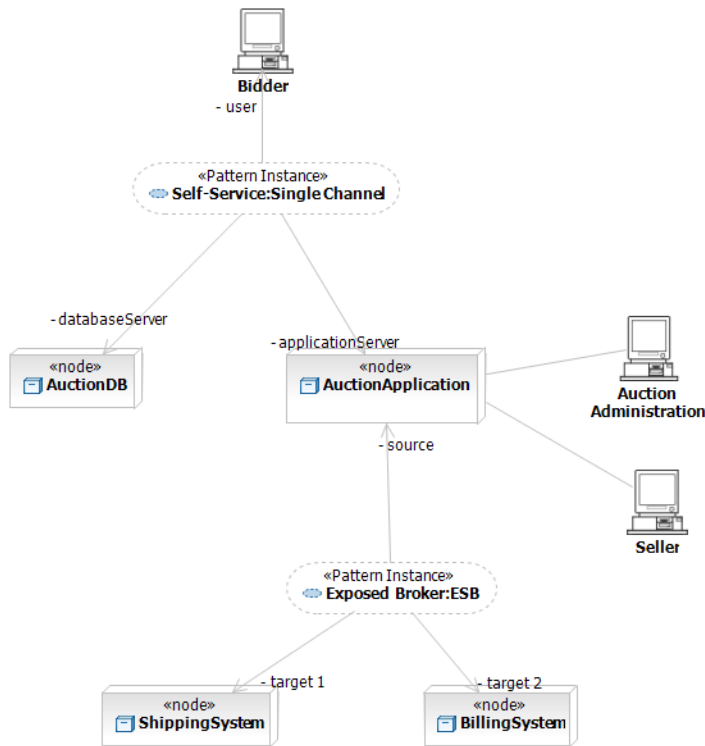 Bidder
- user
«Pattern Instance»
Self-Service:Single Channel
- databaseServer
«node»
AuctionDB
- applicationServer
«node»
AuctionApplication
Auction
Administration
- source
Seller
«Pattern Instance»
Exposed Broker:ESB
- target 1
«node»
ShippingSystem
- target 2
«node»
BillingSystem